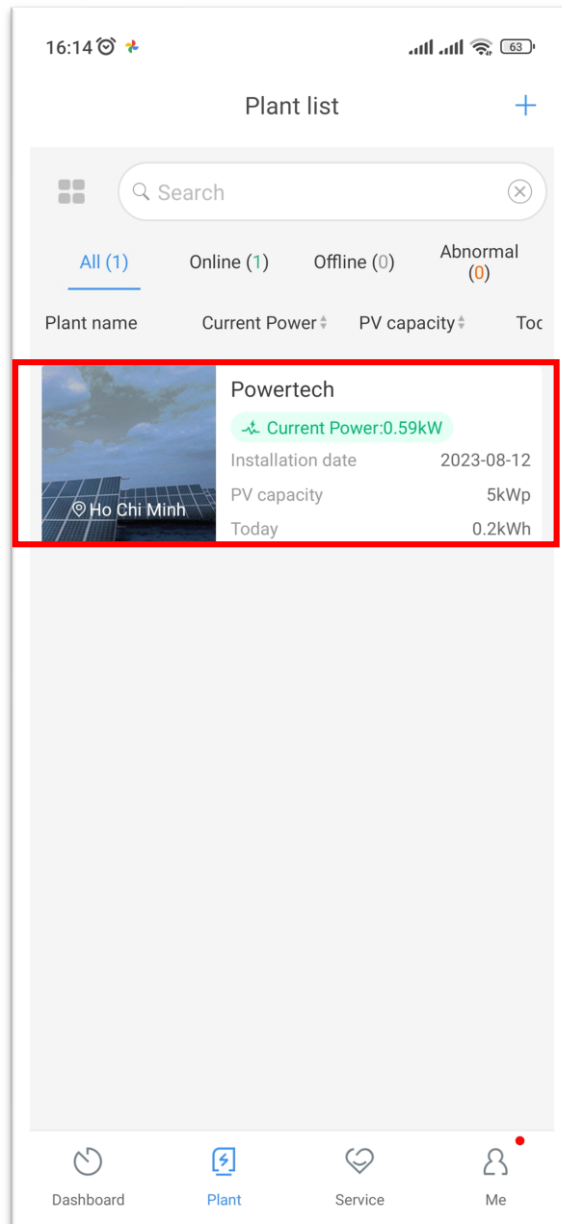 16:14
63
Plant list
Search
All (1)
Online (1)
Offline (0)
Abnormal
(0)
Plant name
Current Power
PV capacity
Toc
Powertech
Current Power:0.59kW
Installation date 2023-08-12
PV capacity 5kWp
Ho Chi Minh
Today 0.2kWh
Dashboard
Plant
Service
Me